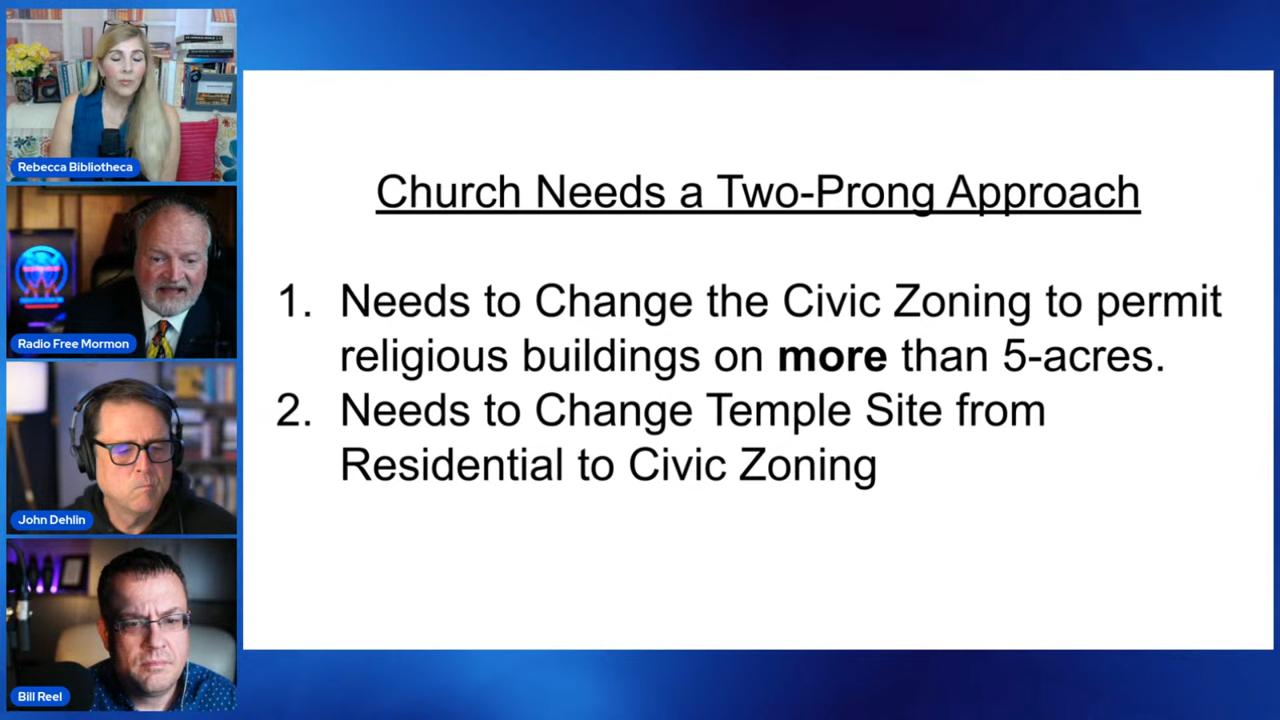 Rebecca Bibliotheca
Radio Free Mormon
John Dehlin
Bill Reel
Church Needs a Two-Prong Approach
1. Needs to Change the Civic Zoning to permit
religious buildings on more than 5-acres.
2. Needs to Change Temple Site from
Residential to Civic Zoning